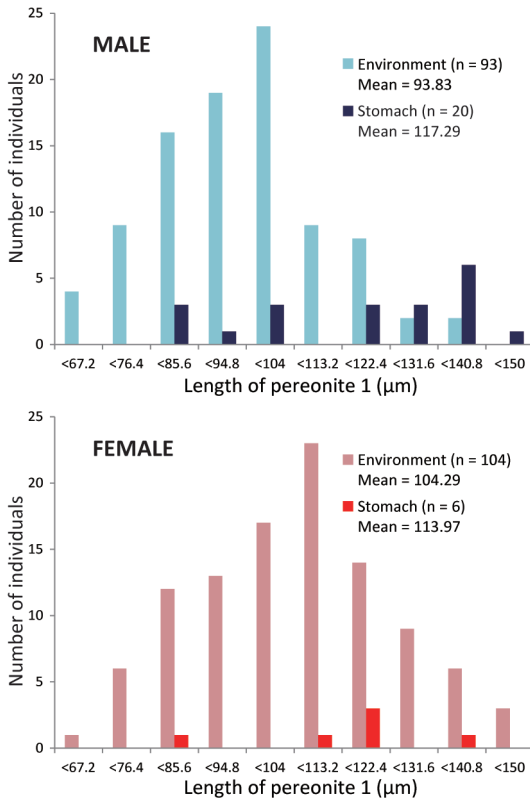 MALE
Environment (n = 93)
Mean = 93.83
Stomach (n = 20)
Mean = 117.29
Number of individuals
25
20
15
10
5
0
<67.2 <76.4 <85.6 <94.8 <104 <113.2 <122.4 <131.6 <140.8 <150
Length of pereonite 1 (µm)
FEMALE
Environment (n = 104)
Mean = 104.29
Stomach (n = 6)
Mean = 113.97
Number of individuals
25
20
15
10
5
0
<67.2 <76.4 <85.6 <94.8 <104 <113.2 <122.4 <131.6 <140.8 <150
Length of pereonite 1 (µm)